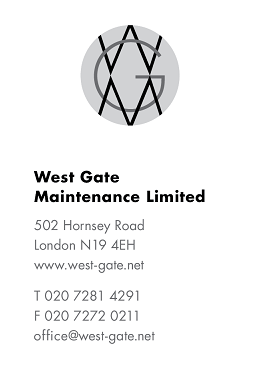 WG
West Gate
Maintenance Limited
502 Hornsey Road
London N19 4EH
www.west-gate.net
T 020 7281 4291
F 020 7272 0211
office@west-gate.net